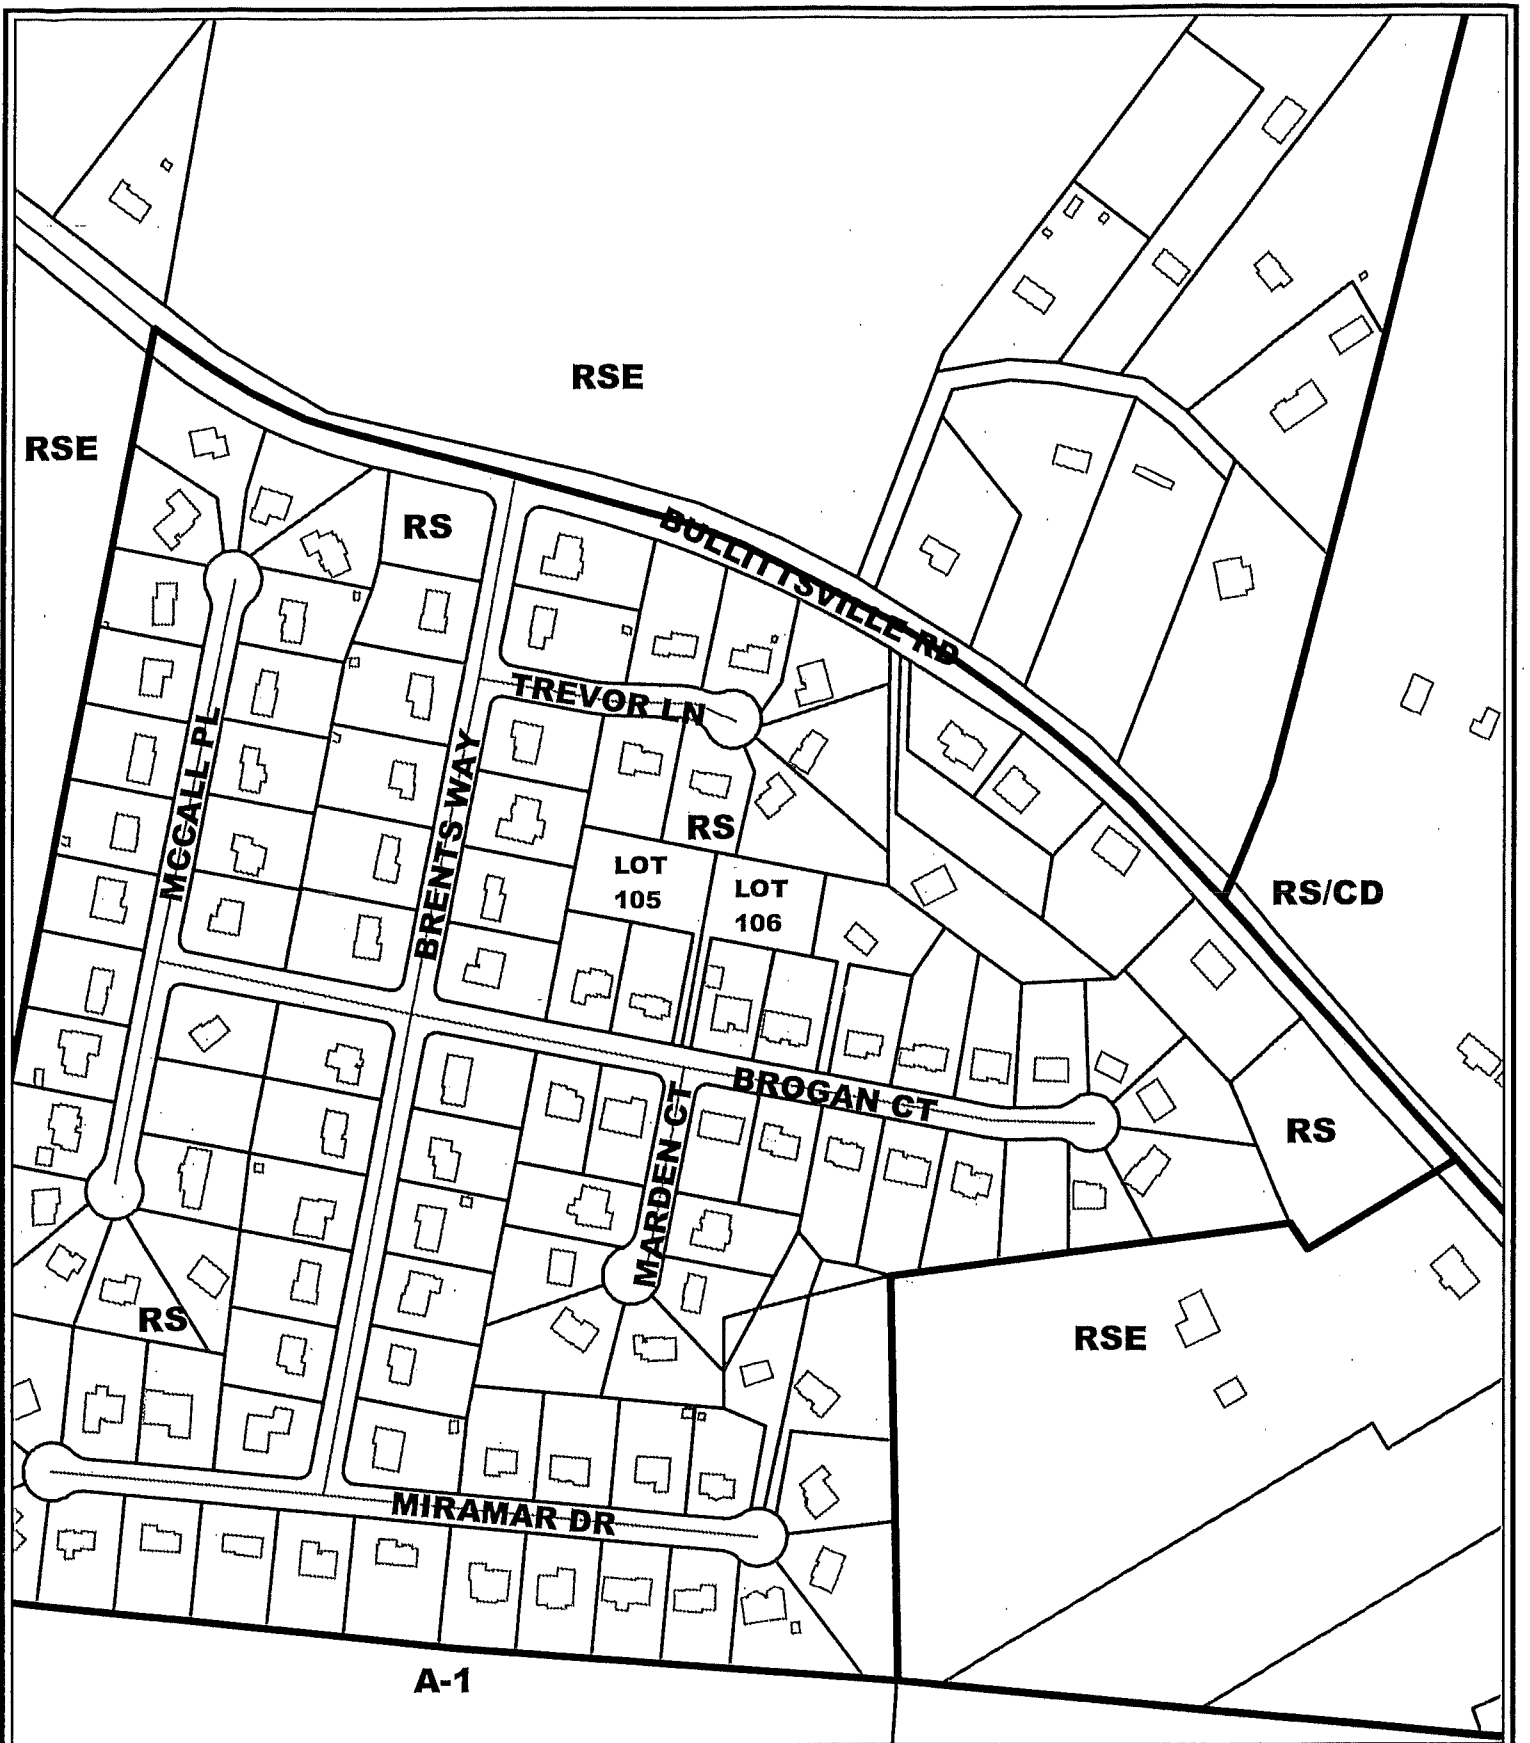 RSE
RSE
RS
BULLITTSVILLE RD
TREVOR LN
MCCALL PL
BRENTS WAY
RS
LOT
105
LOT
106
RS/CD
BROGAN CT
MARDEN CT
RS
RS
RSE
MIRAMAR DR
A-1